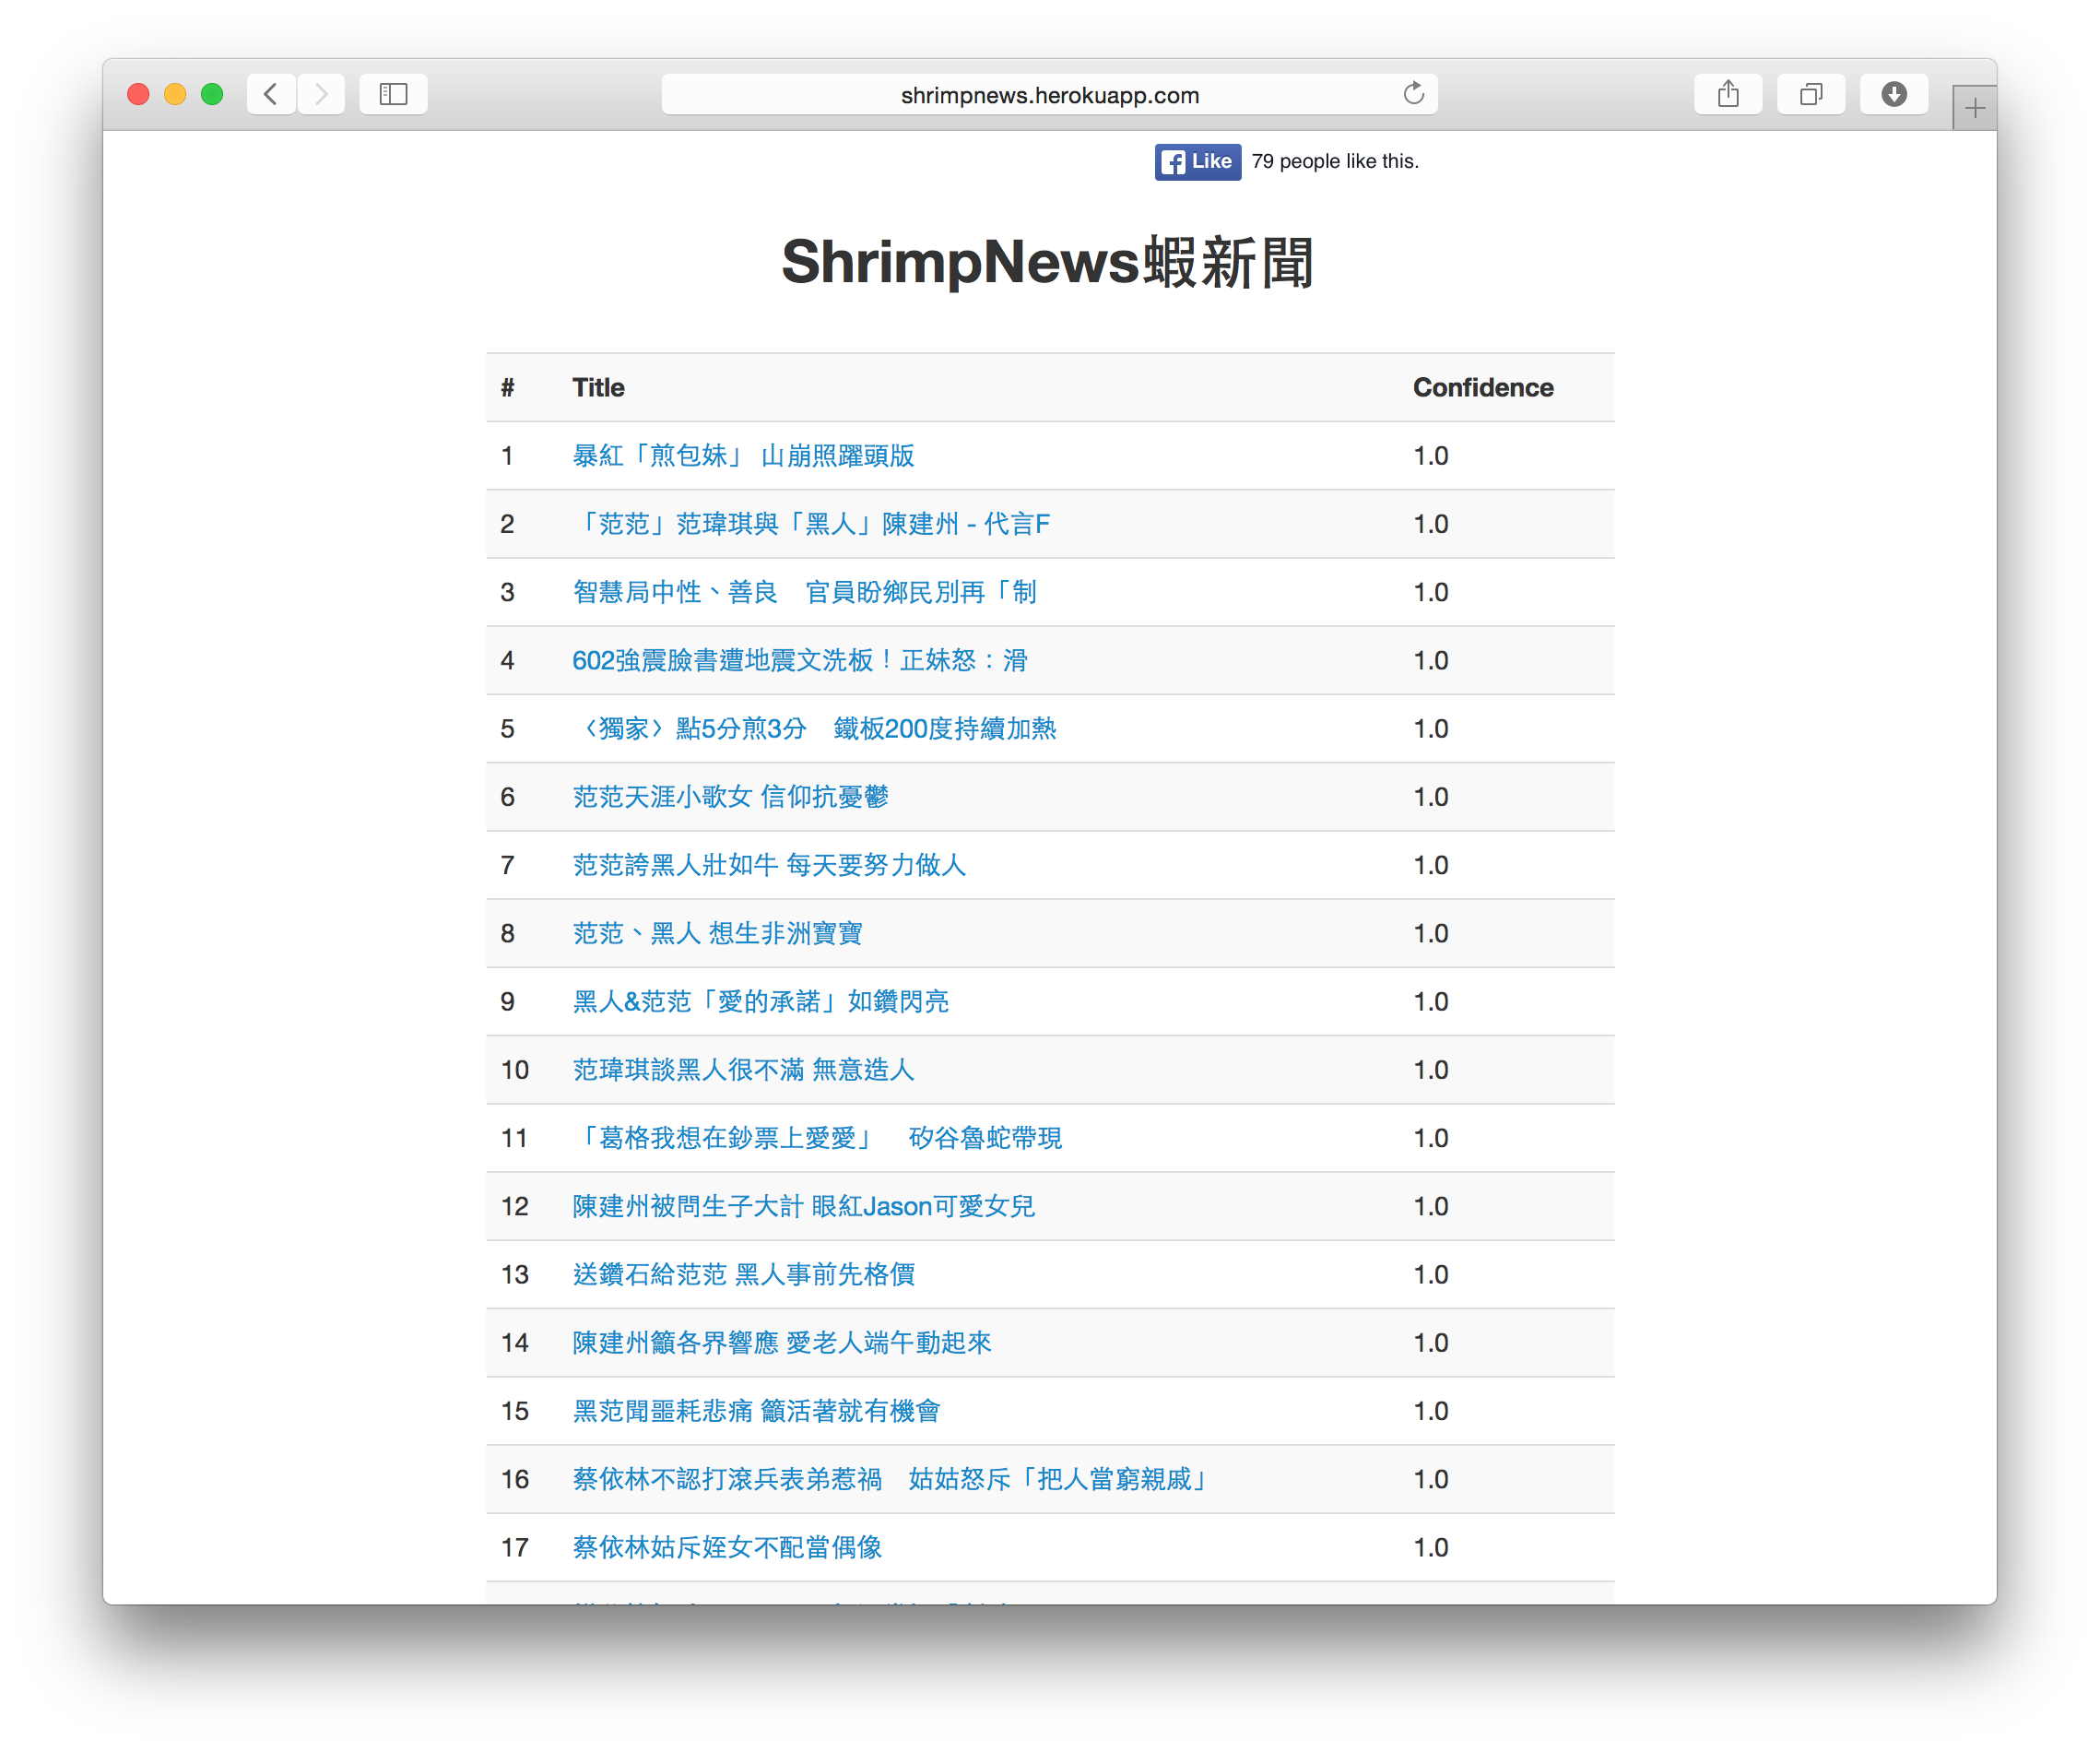 shrimpnews.herokuapp.com
Like 79 people like this.
ShrimpNews蝦新聞
# Title Confidence
1 暴紅「煎包妹」 山崩照躍頭版 1.0
2 「范范」范瑋琪與「黑人」陳建州 - 代言F 1.0
3 智慧局中性、善良　官員盼鄉民別再「制 1.0
4 602強震臉書遭地震文洗板！正妹怒：滑 1.0
5 〈獨家〉點5分煎3分　鐵板200度持續加熱 1.0
6 范范天涯小歌女 信仰抗憂鬱 1.0
7 范范誇黑人壯如牛 每天要努力做人 1.0
8 范范、黑人 想生非洲寶寶 1.0
9 黑人&范范「愛的承諾」如鑽閃亮 1.0
10 范瑋琪談黑人很不滿 無意造人 1.0
11 「葛格我想在鈔票上愛愛」　矽谷魯蛇帶現 1.0
12 陳建州被問生子大計 眼紅Jason可愛女兒 1.0
13 送鑽石給范范 黑人事前先格價 1.0
14 陳建州籲各界響應 愛老人端午動起來 1.0
15 黑范聞噩耗悲痛 籲活著就有機會 1.0
16 蔡依林不認打滾兵表弟惹禍　姑姑怒斥「把人當窮親戚」 1.0
17 蔡依林姑斥姪女不配當偶像 1.0